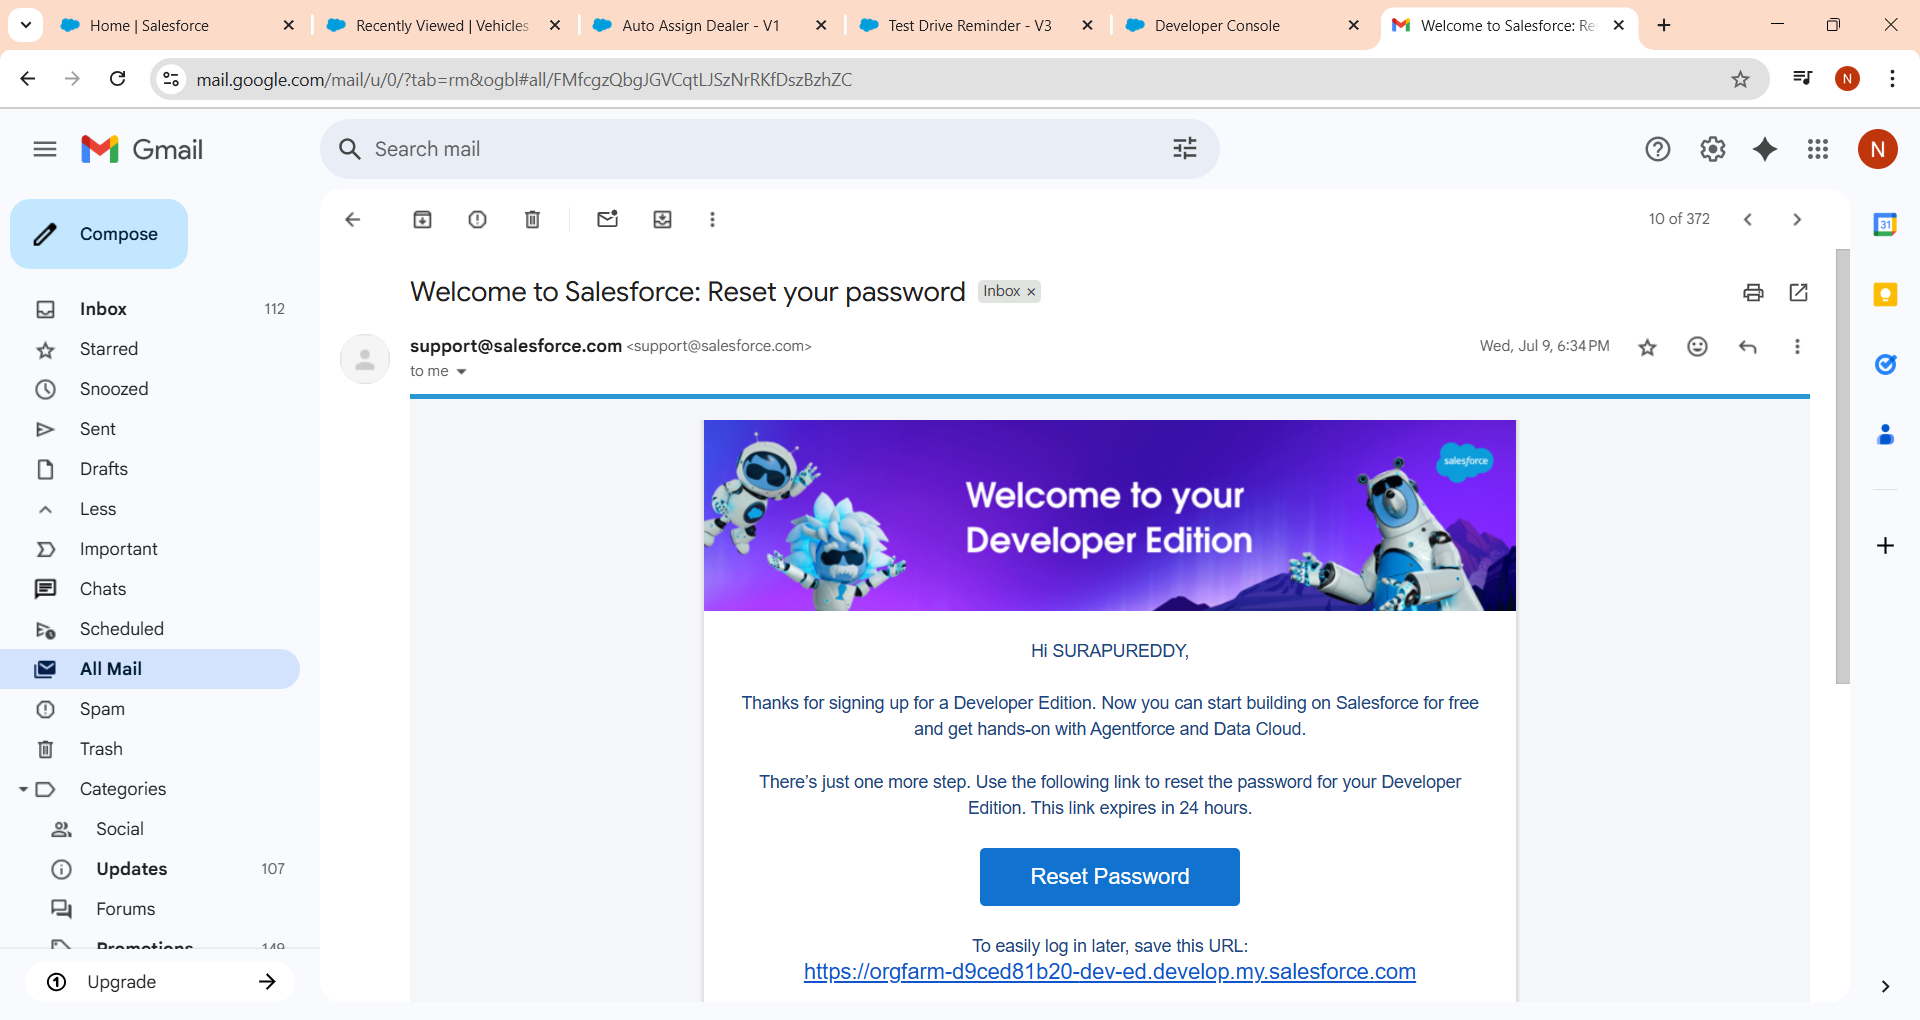 Home | Salesforce
Recently Viewed | Vehicles
Auto Assign Dealer - V1
Test Drive Reminder - V3
Developer Console
Welcome to Salesforce: Re
mail.google.com/mail/u/0/?tab=rm&ogbl#all/FMfcgzQbgJGVCqtLJSzNrRKfDszBzhZC
N
Gmail
Search mail
N
Compose
10 of 372
31
Welcome to Salesforce: Reset your password
Inbox ×
Inbox 112
support@salesforce.com <support@salesforce.com>
Wed, Jul 9, 6:34 PM
to me
Starred
Snoozed
Sent
Drafts
Less
Important
Chats
Scheduled
All Mail
Spam
Trash
Categories
Social
Updates 107
Forums
Promotions 149
1 Upgrade
salesforce
Welcome to your
Developer Edition
Hi SURAPUREDDY,
Thanks for signing up for a Developer Edition. Now you can start building on Salesforce for free
and get hands-on with Agentforce and Data Cloud.
There’s just one more step. Use the following link to reset the password for your Developer
Edition. This link expires in 24 hours.
Reset Password
To easily log in later, save this URL:
https://orgfarm-d9ced81b20-dev-ed.develop.my.salesforce.com